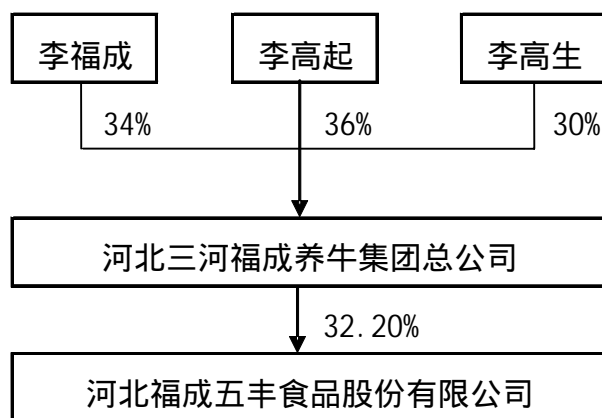 李福成 李高起 李高生
34% 36% 30%
河北三河福成养牛集团总公司
32.20%
河北福成五丰食品股份有限公司